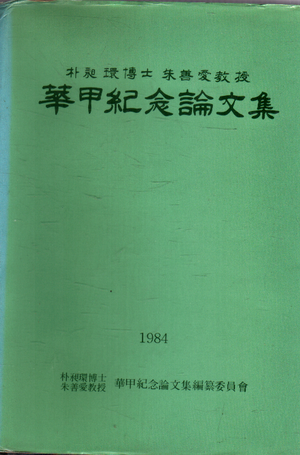 朴昶環博士 朱善愛敎授
華甲紀念論文集
1984
朴昶環博士
朱善愛敎授 華甲紀念論文集編纂委員會